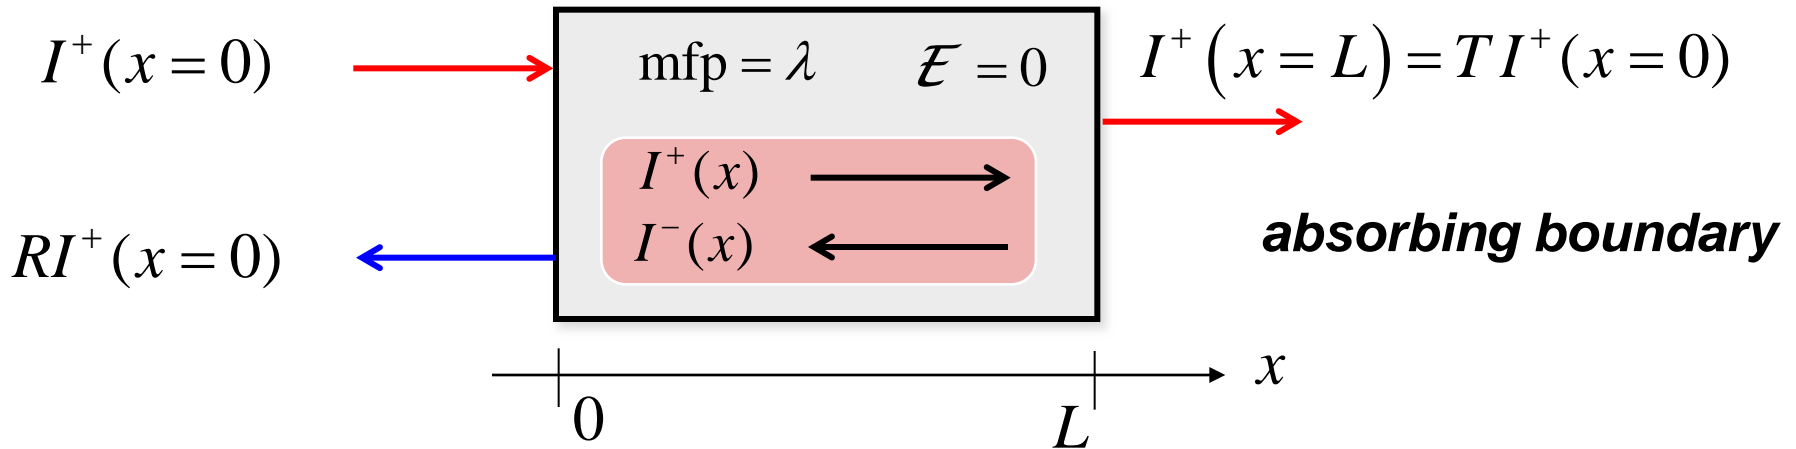 I⁺(x = 0)
mfp = λ
ℰ = 0
I⁺(x = L) = T I⁺(x = 0)
I⁺(x)
I⁻(x)
RI⁺(x = 0)
absorbing boundary
x
0
L